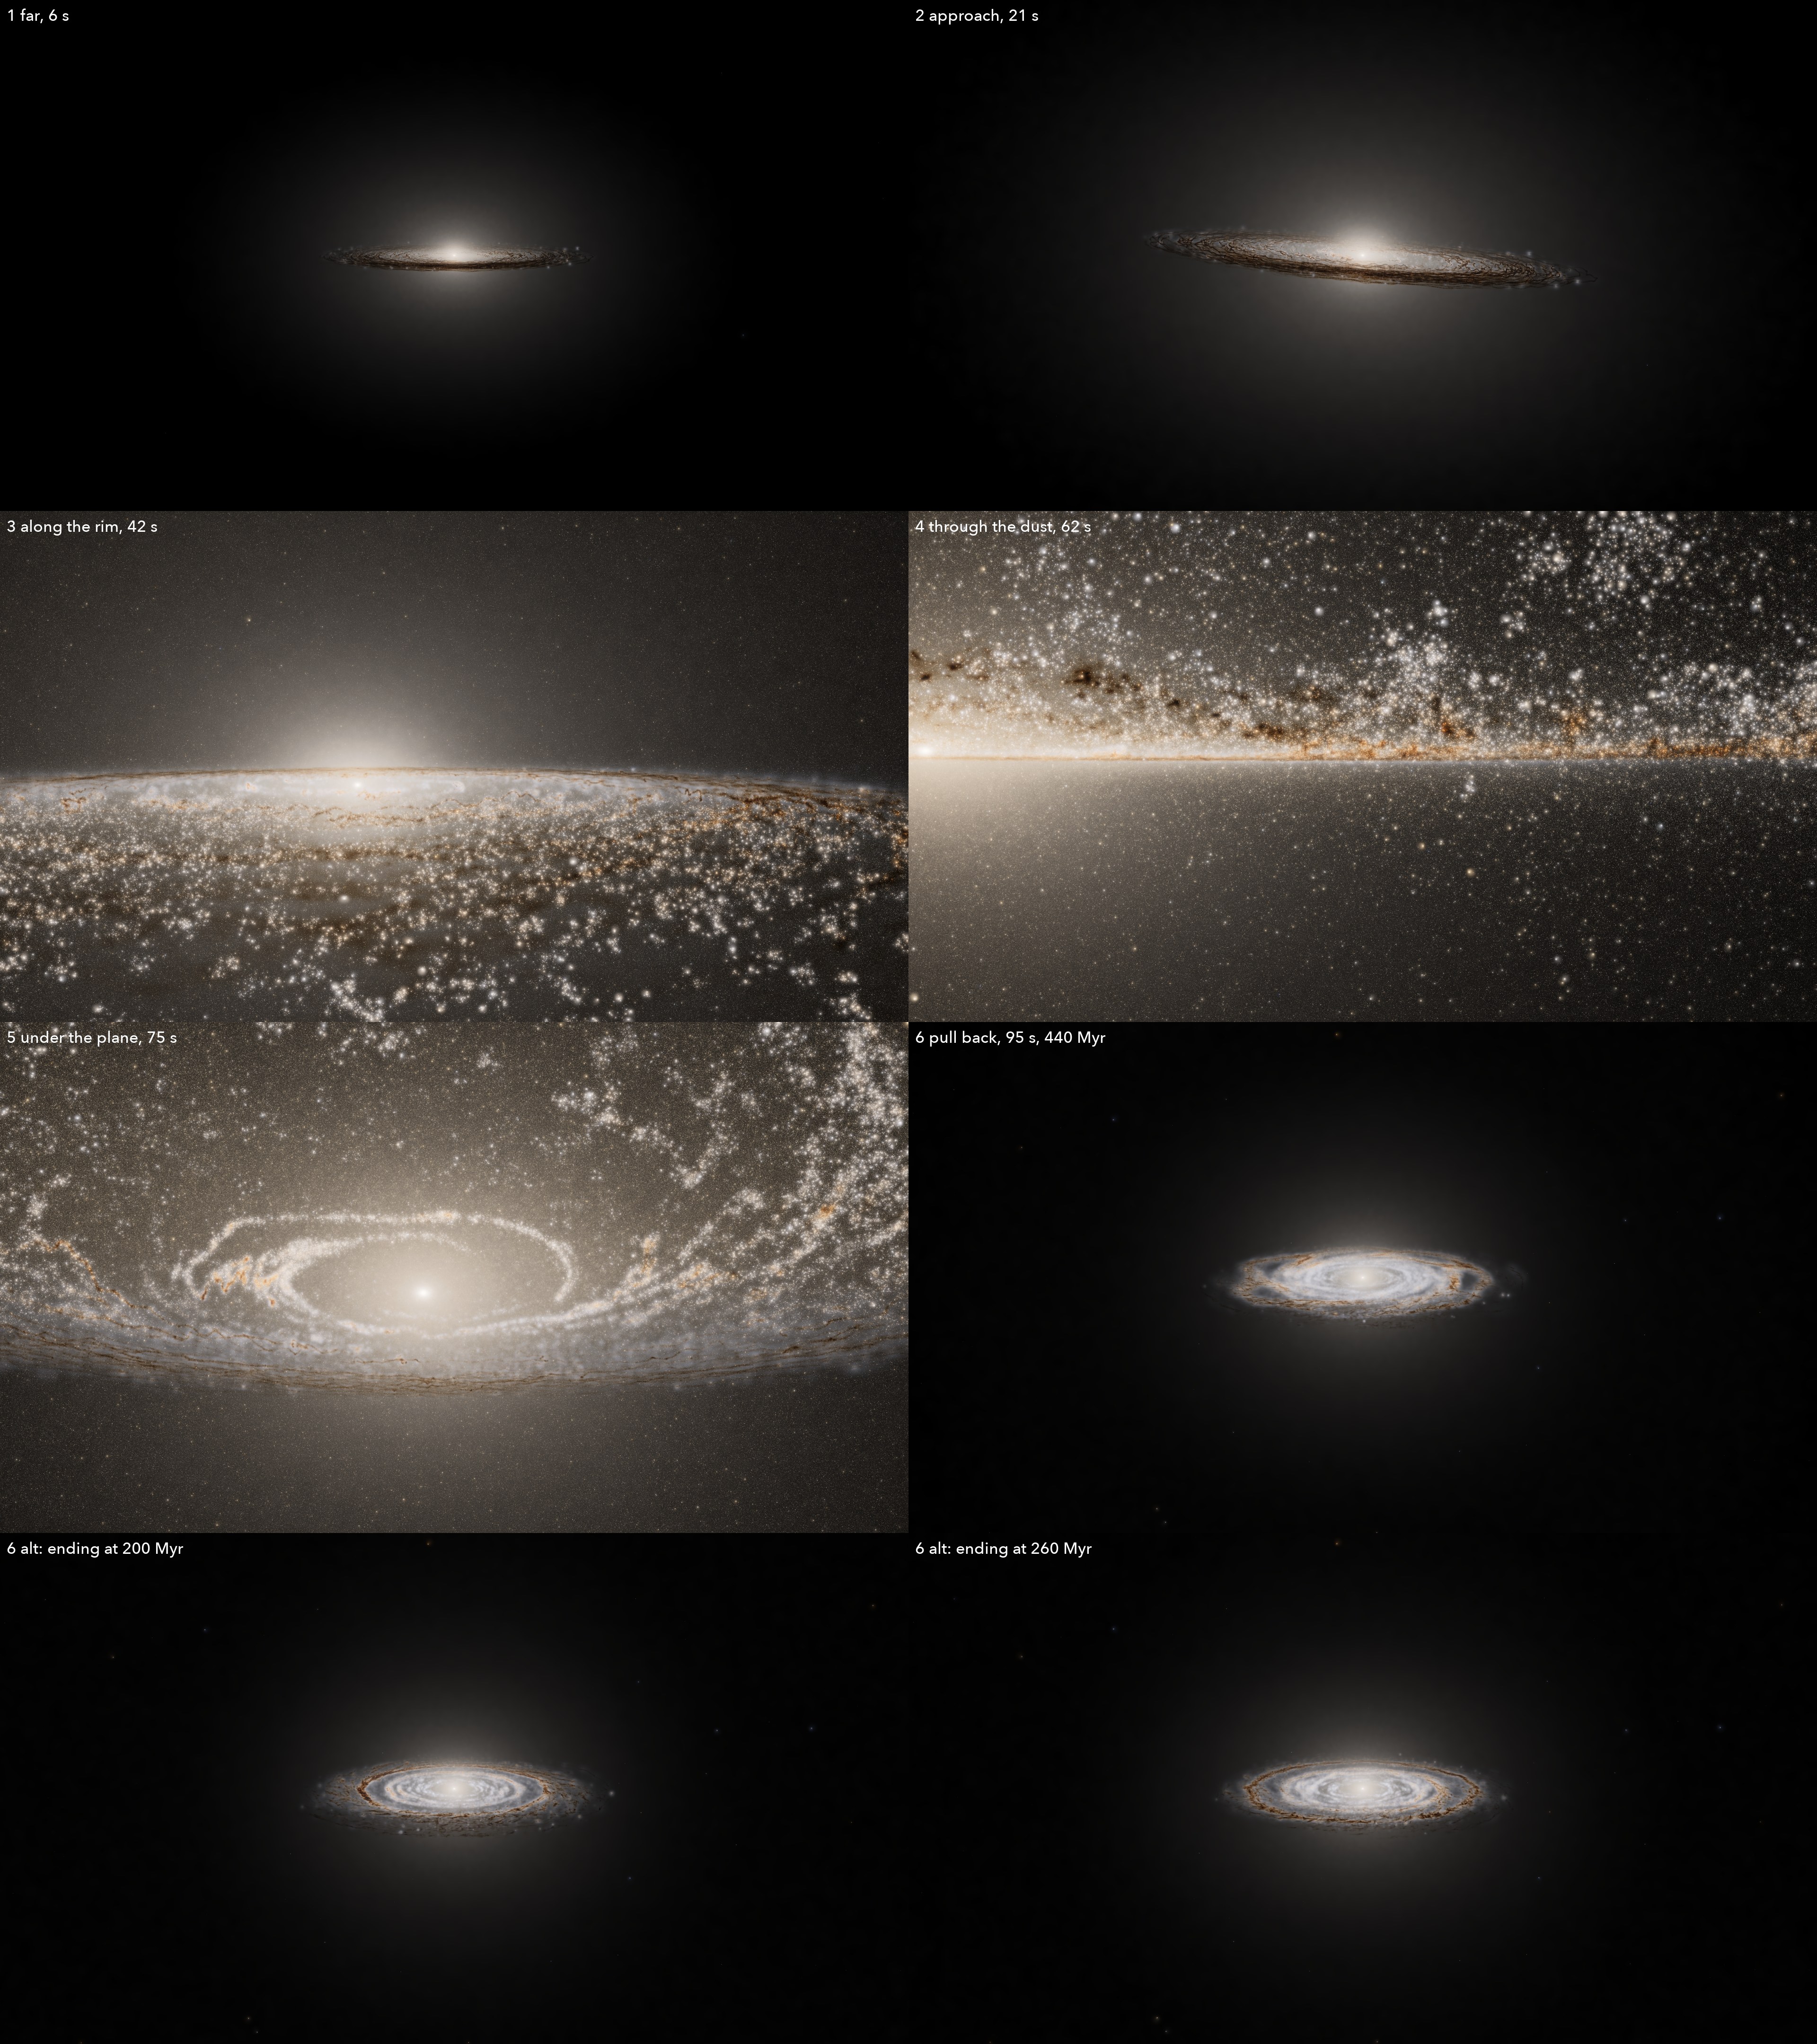 1 far, 6 s
2 approach, 21 s
3 along the rim, 42 s
4 through the dust, 62 s
5 under the plane, 75 s
6 pull back, 95 s, 440 Myr
6 alt: ending at 200 Myr
6 alt: ending at 260 Myr